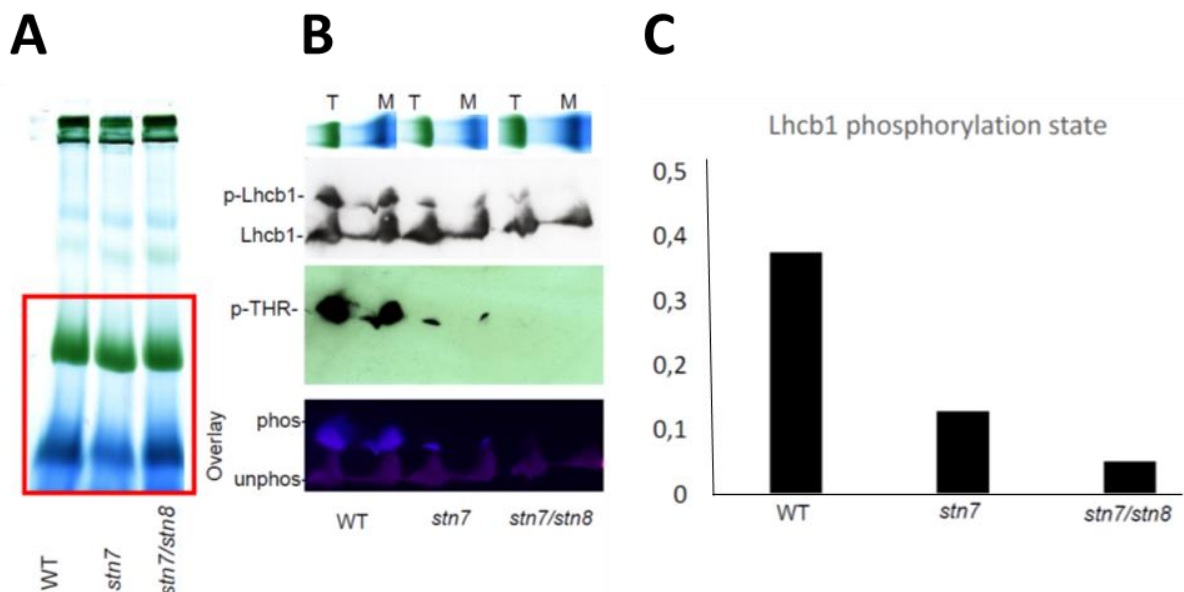 A
B
C
WT
stn7
stn7/stn8
T M T M T M
p-Lhcb1-
Lhcb1-
p-THR-
Overlay
phos-
unphos-
WT stn7 stn7/stn8
Lhcb1 phosphorylation state
0,5
0,4
0,3
0,2
0,1
0
WT stn7 stn7/stn8